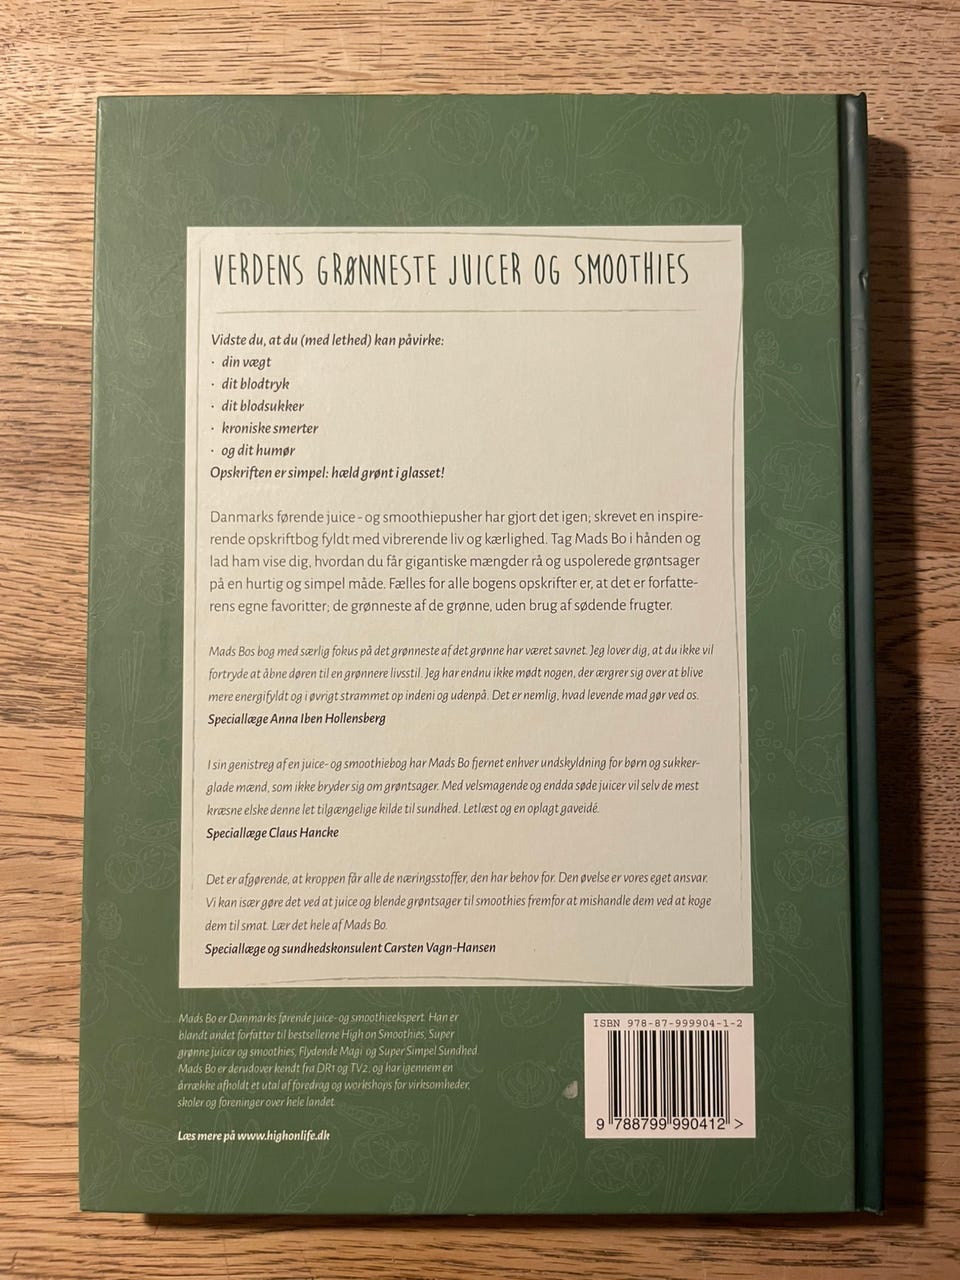 VERDENS GRØNNESTE JUICER OG SMOOTHIES
Vidste du, at du (med lethed) kan påvirke:
· din vægt
· dit blodtryk
· dit blodsukker
· kroniske smerter
· og dit humør
Opskriften er simpel: hæld grønt i glasset!
Danmarks førende juice - og smoothiepusher har gjort det igen; skrevet en inspire-
rende opskriftbog fyldt med vibrerende liv og kærlighed. Tag Mads Bo i hånden og
lad ham vise dig, hvordan du får gigantiske mængder rå og uspolerede grøntsager
på en hurtig og simpel måde. Fælles for alle bogens opskrifter er, at det er forfatte-
rens egne favoritter; de grønneste af de grønne, uden brug af sødende frugter.
Mads Bos bog med særlig fokus på det grønneste af det grønne har været savnet. Jeg lover dig, at du ikke vil
fortryde at åbne døren til en grønnere livsstil. Jeg har endnu ikke mødt nogen, der ærgrer sig over at blive
mere energifyldt og i øvrigt strammet op indeni og udenpå. Det er nemlig, hvad levende mad gør ved os.
Speciallæge Anna Iben Hollensberg
I sin genistreg af en juice- og smoothiebog har Mads Bo fjernet enhver undskyldning for børn og sukker-
glade mænd, som ikke bryder sig om grøntsager. Med velsmagende og endda søde juicer vil selv de mest
kræsne elske denne let tilgængelige kilde til sundhed. Letlæst og en oplagt gaveidé.
Speciallæge Claus Hancke
Det er afgørende, at kroppen får alle de næringsstoffer, den har behov for. Den øvelse er vores eget ansvar.
Vi kan især gøre det ved at juice og blende grøntsager til smoothies fremfor at mishandle dem ved at koge
dem til smat. Lær det hele af Mads Bo.
Speciallæge og sundhedskonsulent Carsten Vagn-Hansen
Mads Bo er Danmarks førende juice- og smoothieekspert. Han er
blandt andet forfatter til bestsellerne High on Smoothies, Super
grønne juicer og smoothies, Flydende Magi og Super Simpel Sundhed.
Mads Bo er derudover kendt fra DR1 og TV2, og har igennem en
årrække afholdt et utal af foredrag og workshops for virksomheder,
skoler og foreninger over hele landet.
Læs mere på www.highonlife.dk
ISBN 978-87-999904-1-2
9 788799 990412 >